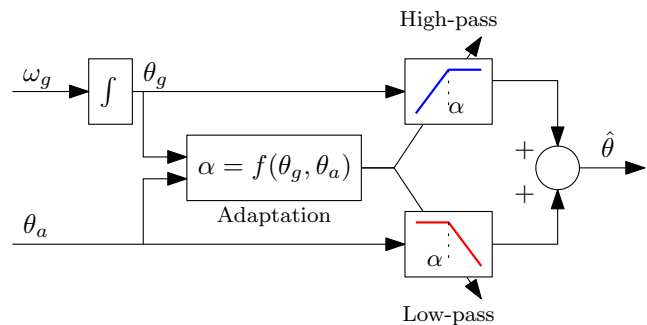 High-pass
ω_g
∫
θ_g
α
α = f(θ_g, θ_a)
Adaptation
+
+
θ̂
θ_a
α
Low-pass